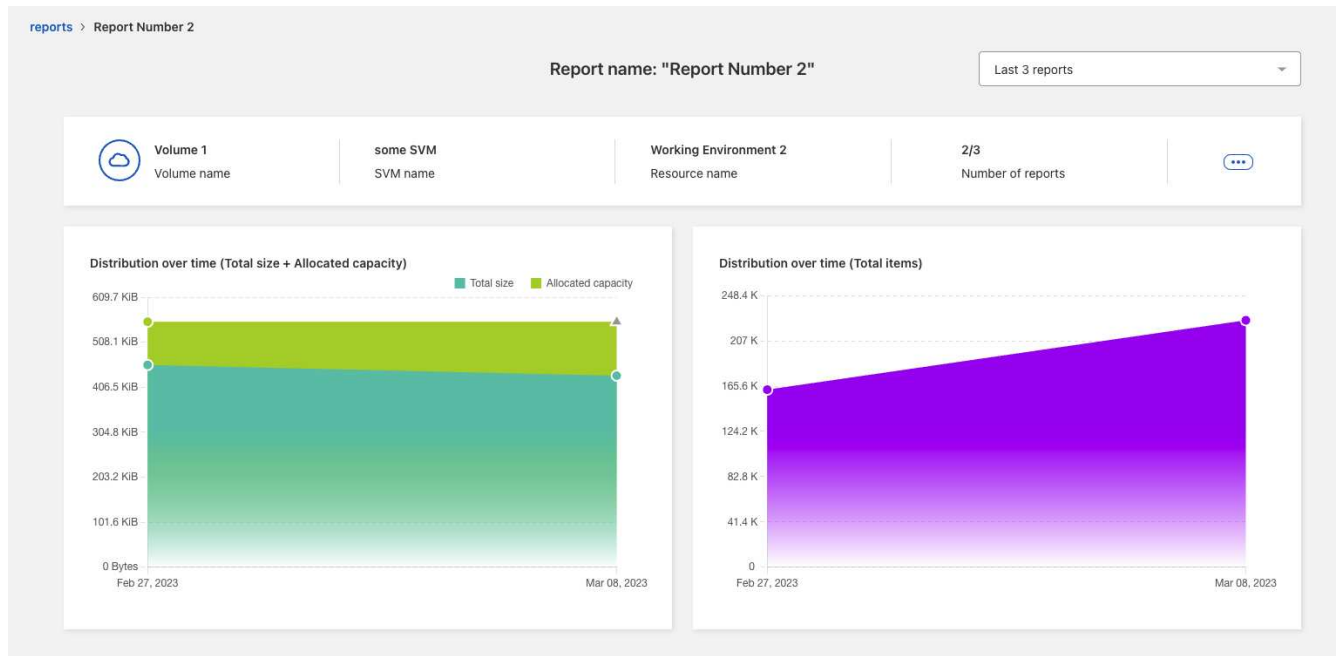 reports > Report Number 2
Report name: "Report Number 2"
Last 3 reports
Volume 1
Volume name
some SVM
SVM name
Working Environment 2
Resource name
2/3
Number of reports
Distribution over time (Total size + Allocated capacity)
Total size
Allocated capacity
609.7 KiB
508.1 KiB
406.5 KiB
304.8 KiB
203.2 KiB
101.6 KiB
0 Bytes
Feb 27, 2023
Mar 08, 2023
Distribution over time (Total items)
248.4 K
207 K
165.6 K
124.2 K
82.8 K
41.4 K
0
Feb 27, 2023
Mar 08, 2023